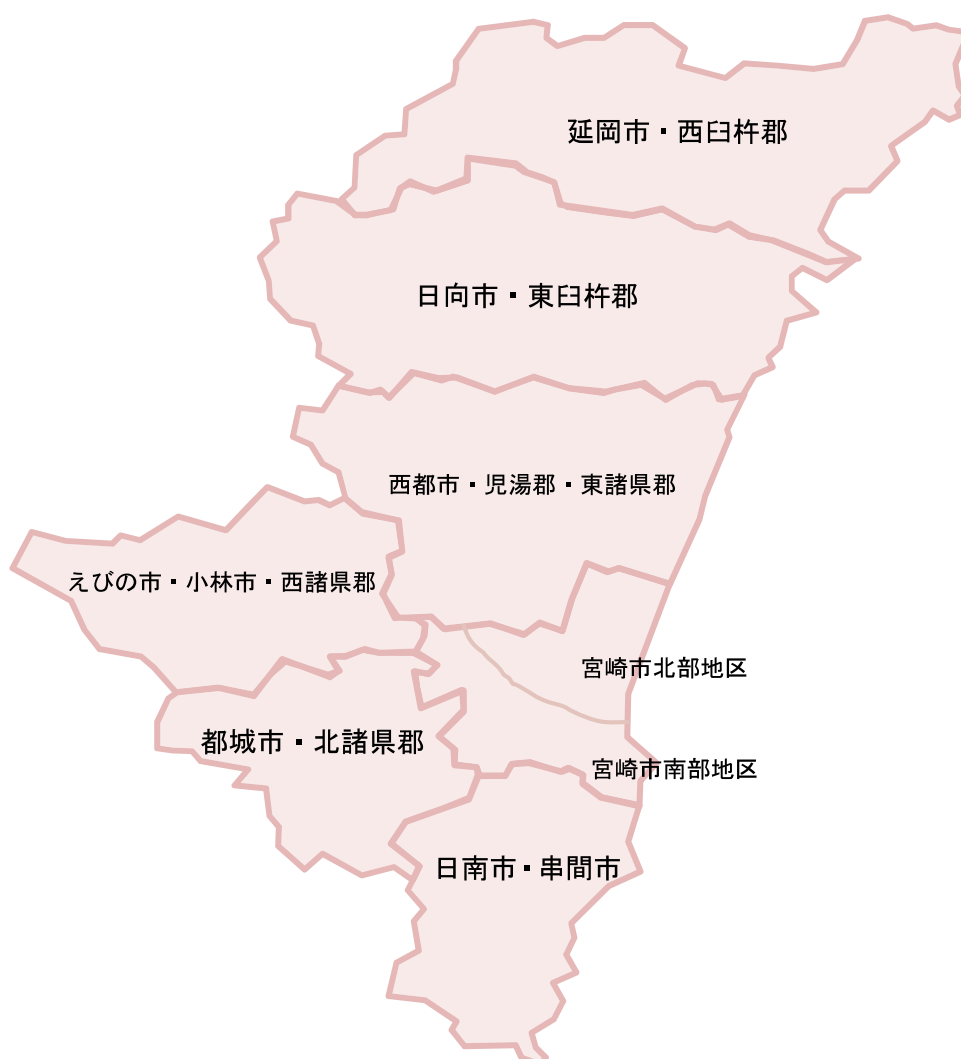 延岡市・西臼杵郡
日向市・東臼杵郡
西都市・児湯郡・東諸県郡
えびの市・小林市・西諸県郡
宮崎市北部地区
都城市・北諸県郡
宮崎市南部地区
日南市・串間市